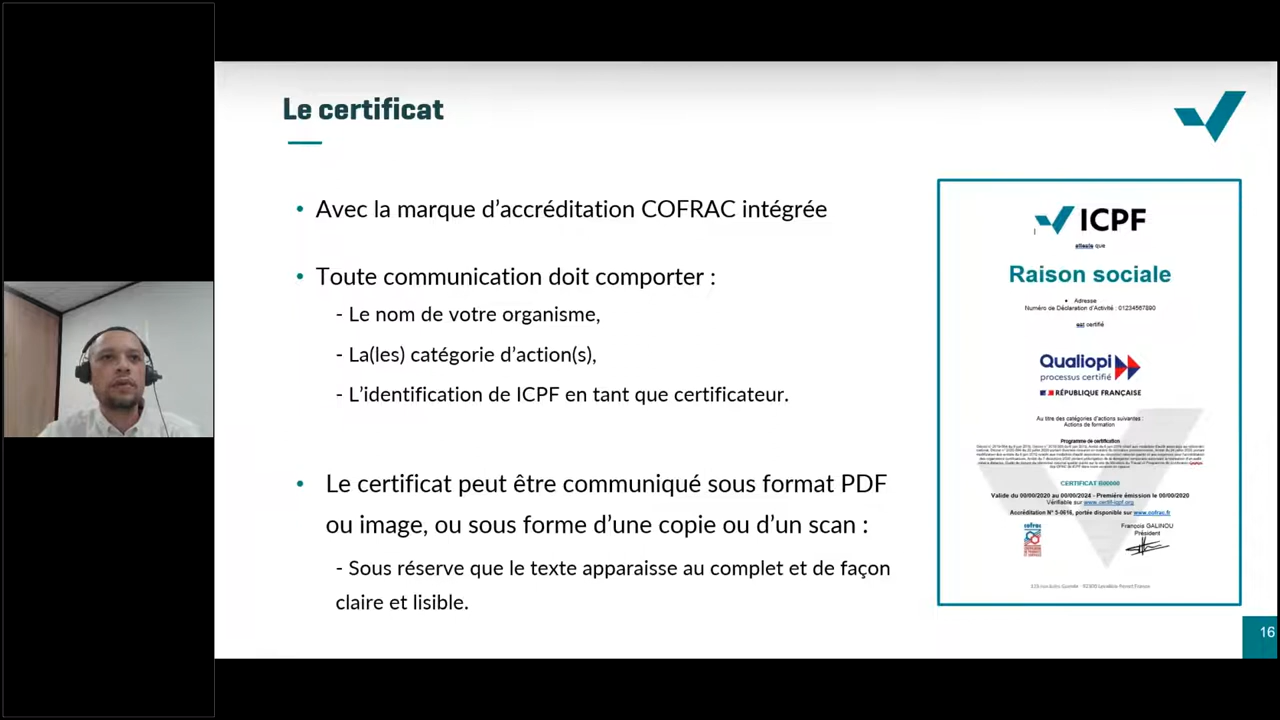 Le certificat
• Avec la marque d’accréditation COFRAC intégrée
• Toute communication doit comporter :
- Le nom de votre organisme,
- La(les) catégorie d’action(s),
- L’identification de ICPF en tant que certificateur.
• Le certificat peut être communiqué sous format PDF
ou image, ou sous forme d’une copie ou d’un scan :
- Sous réserve que le texte apparaisse au complet et de façon
claire et lisible.
ICPF
atteste que
Raison sociale
• Adresse
Numéro de Déclaration d'Activité : 01234567890
est certifié
Qualiopi
processus certifié
RÉPUBLIQUE FRANÇAISE
Au titre des catégories d'actions suivantes :
Actions de formation
Programme de certification
CERTIFICAT B00000
Valide du 00/00/2020 au 00/00/2024 - Première émission le 00/00/2020
Vérifiable sur www.certif-icpf.org
Accréditation N° 5-0616, portée disponible sur www.cofrac.fr
cofrac
François GALINOU
Président
16